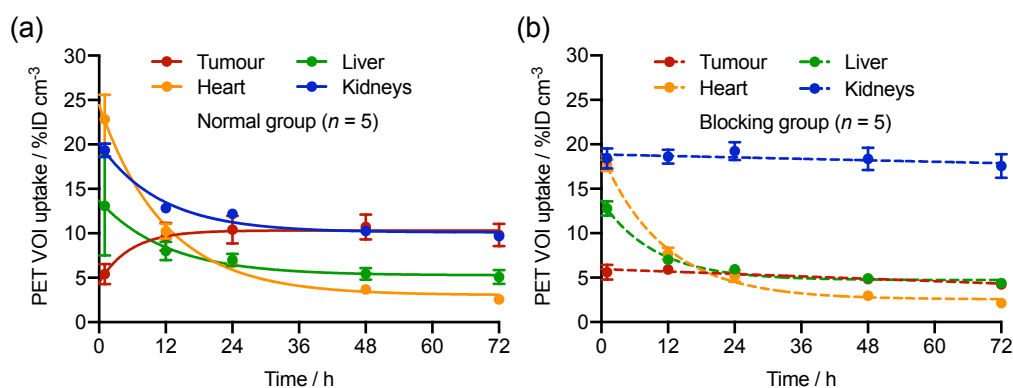 (a)
PET VOI uptake / %ID cm⁻³
30
25
20
15
10
5
0
Tumour
Liver
Heart
Kidneys
Normal group (n = 5)
0 12 24 36 48 60 72
Time / h
(b)
PET VOI uptake / %ID cm⁻³
30
25
20
15
10
5
0
Tumour
Liver
Heart
Kidneys
Blocking group (n = 5)
0 12 24 36 48 60 72
Time / h